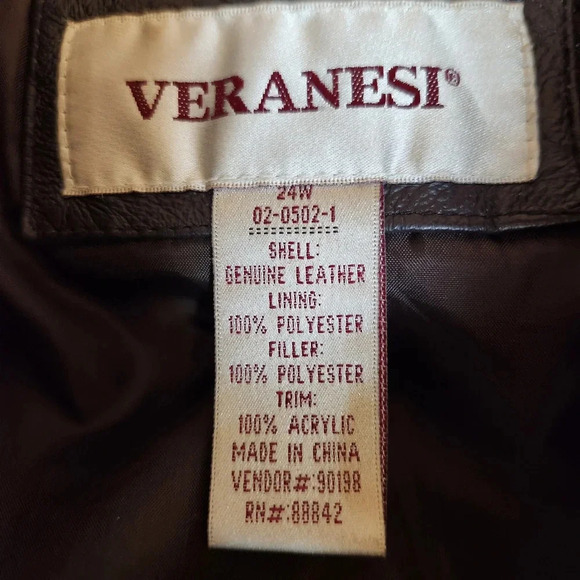 VERANESI®
24W
02-0502-1
SHELL:
GENUINE LEATHER
LINING:
100% POLYESTER
FILLER:
100% POLYESTER
TRIM:
100% ACRYLIC
MADE IN CHINA
VENDOR#:90198
RN#:88842